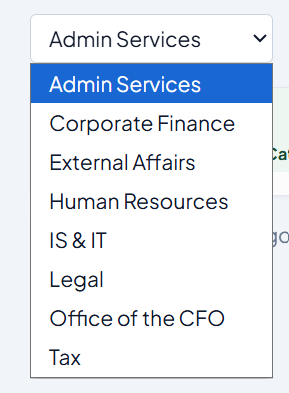 Admin Services
Admin Services
Corporate Finance
External Affairs
Human Resources
IS & IT
Legal
Office of the CFO
Tax